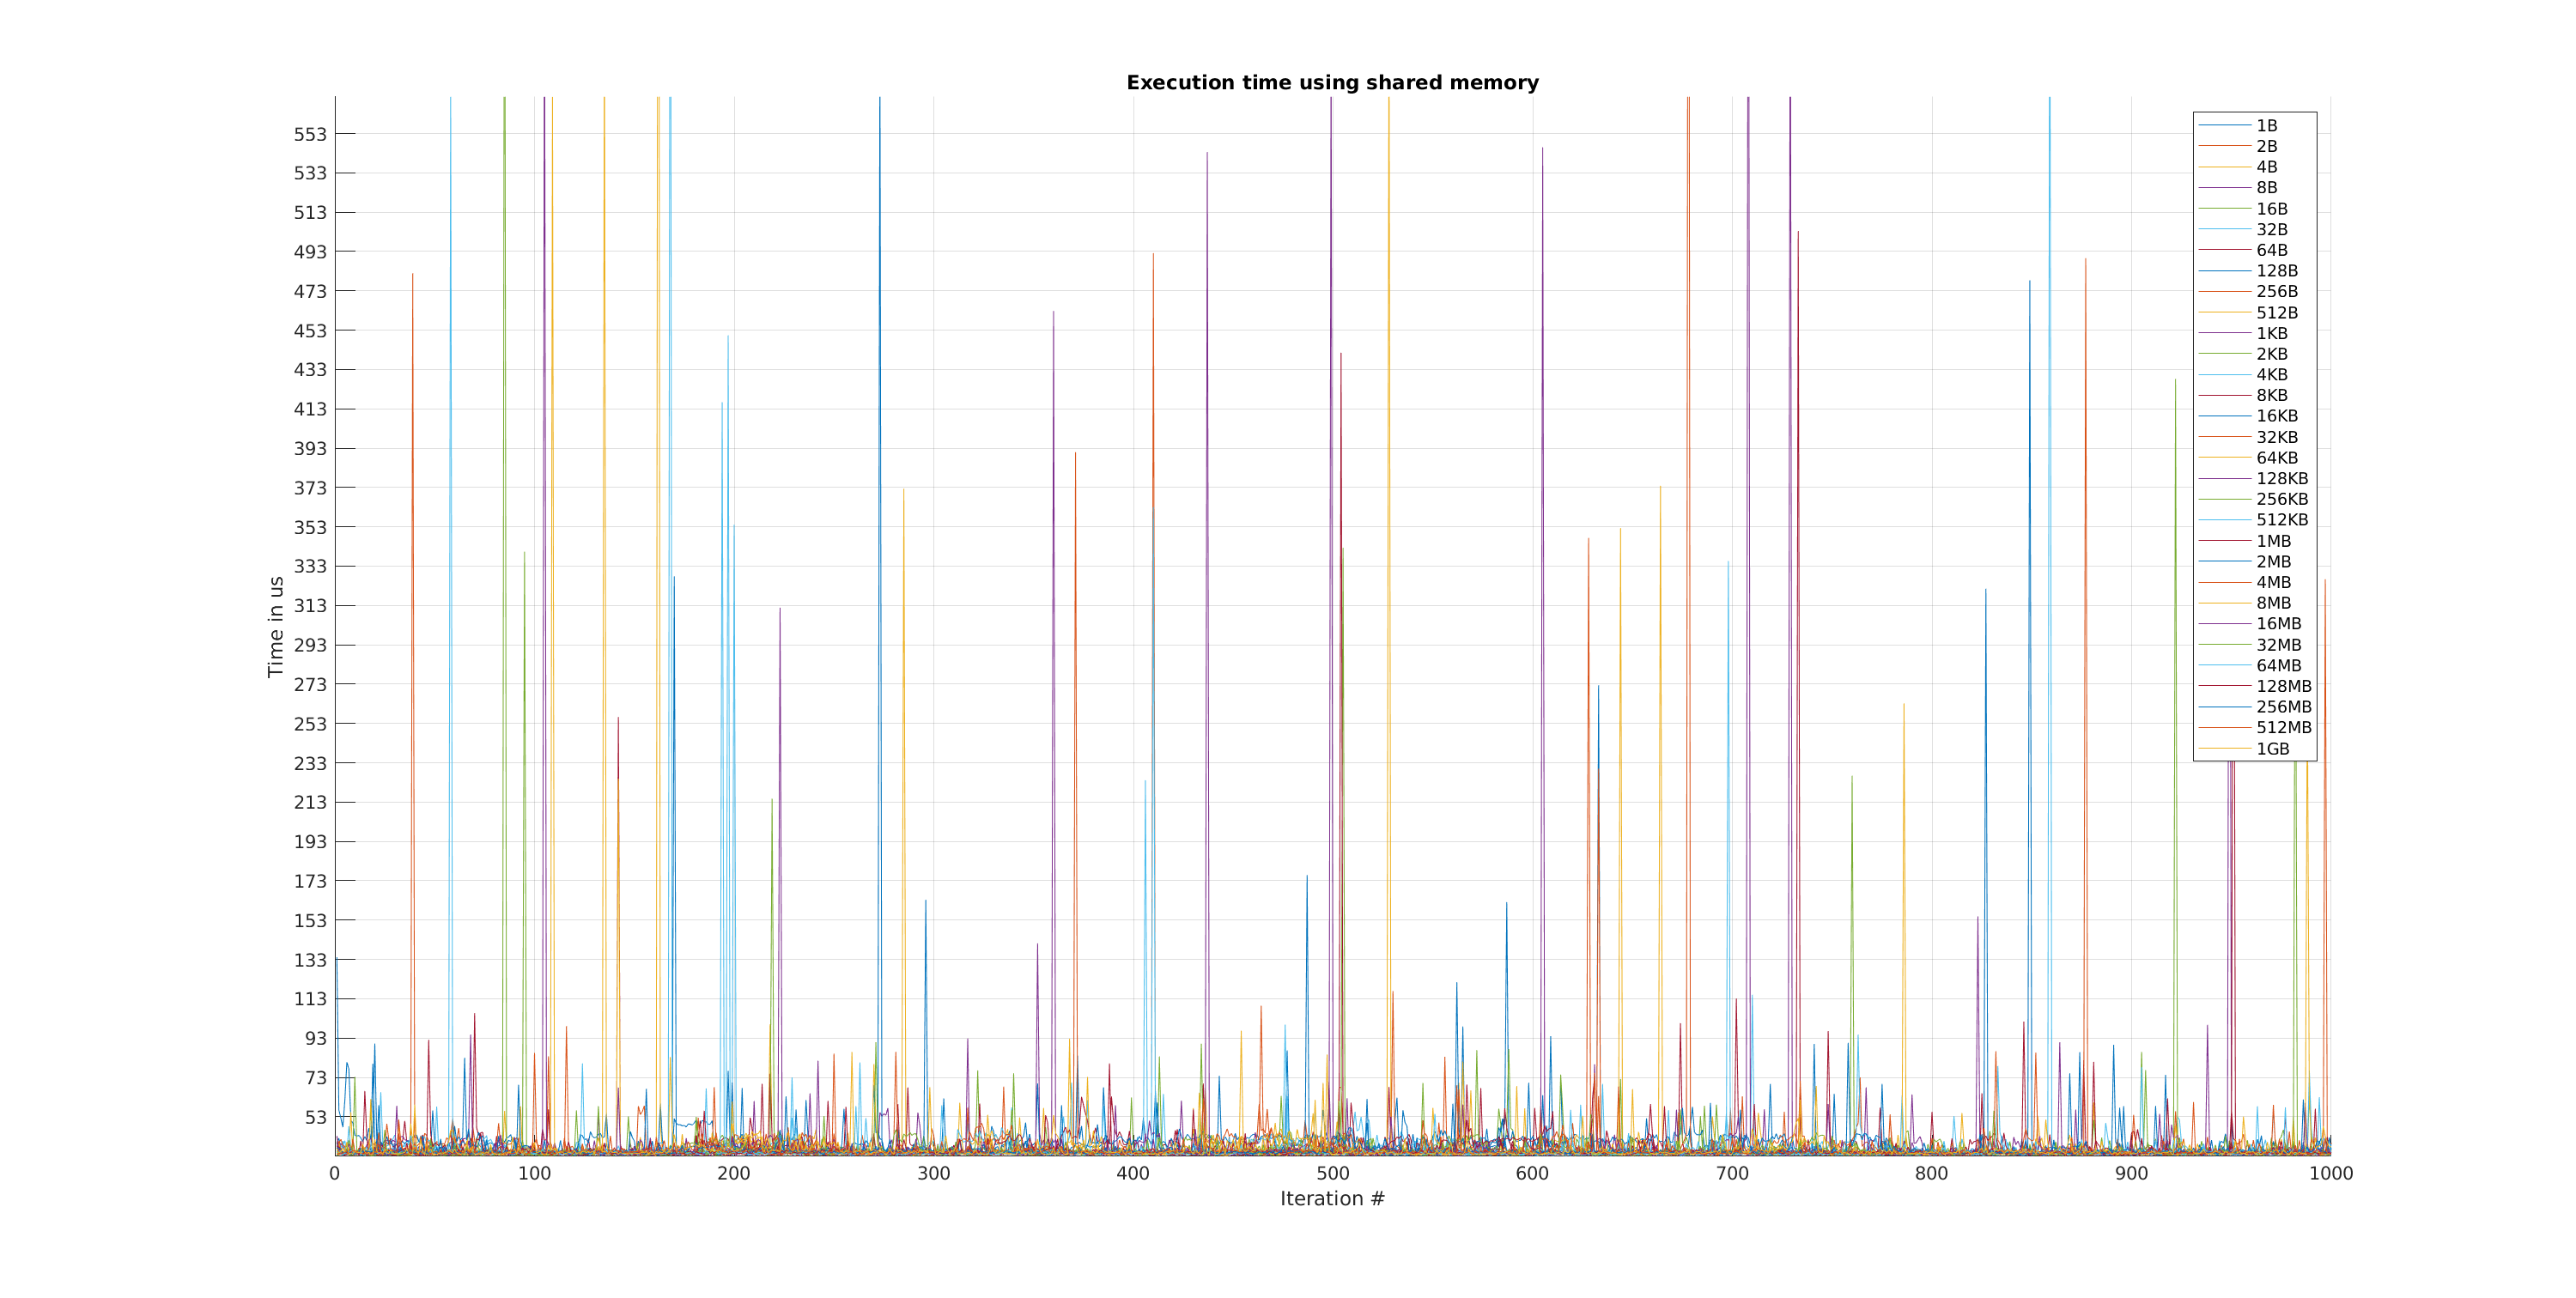 Execution time using shared memory
553
533
513
493
473
453
433
413
393
373
353
333
313
293
273
253
233
213
193
173
153
133
113
93
73
53
Time in us
0 100 200 300 400 500 600 700 800 900 1000
Iteration #
1B
2B
4B
8B
16B
32B
64B
128B
256B
512B
1KB
2KB
4KB
8KB
16KB
32KB
64KB
128KB
256KB
512KB
1MB
2MB
4MB
8MB
16MB
32MB
64MB
128MB
256MB
512MB
1GB